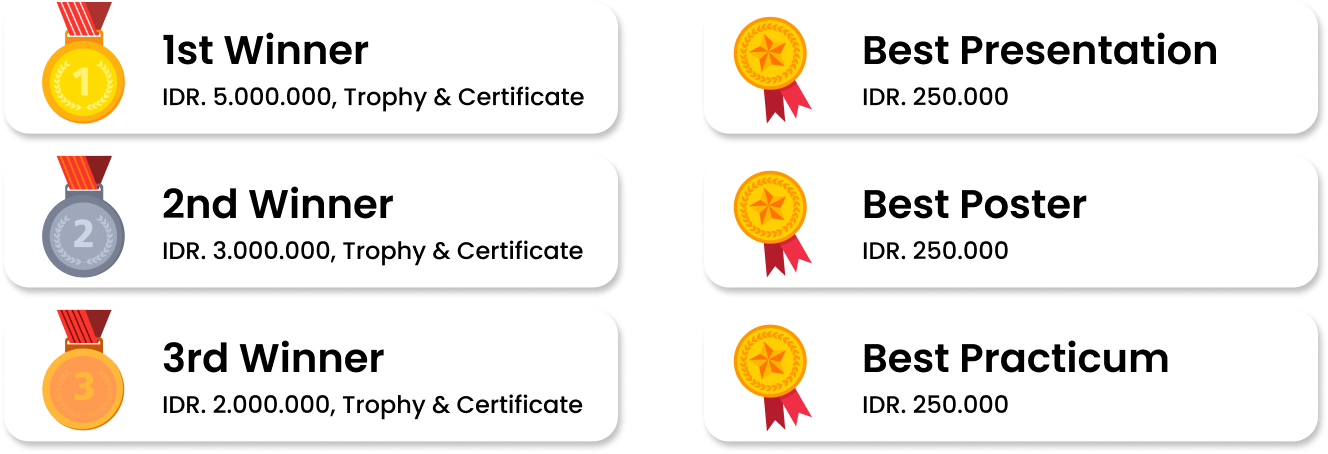 1
1st Winner
IDR. 5.000.000, Trophy & Certificate
2
2nd Winner
IDR. 3.000.000, Trophy & Certificate
3
3rd Winner
IDR. 2.000.000, Trophy & Certificate
Best Presentation
IDR. 250.000
Best Poster
IDR. 250.000
Best Practicum
IDR. 250.000